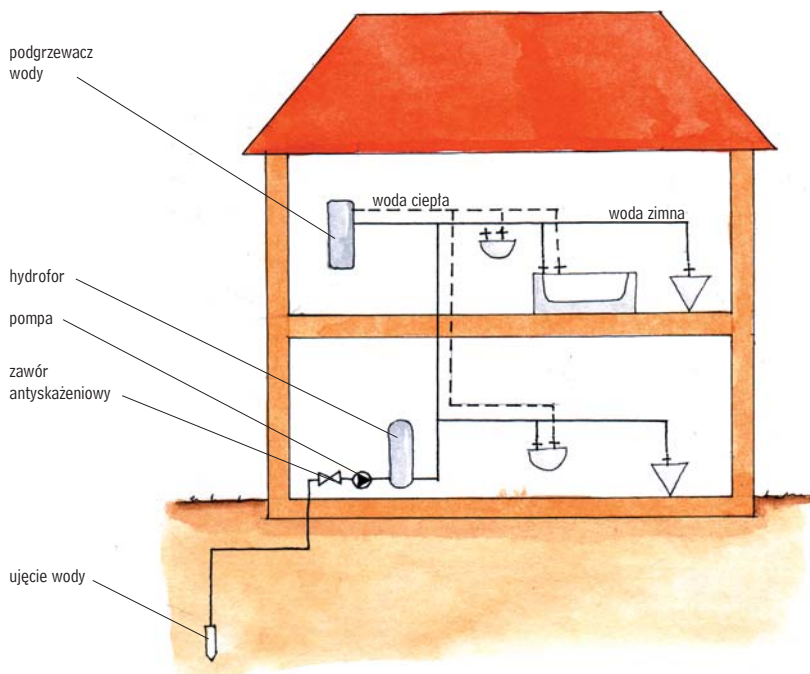 podgrzewacz
wody
woda ciepła
woda zimna
hydrofor
pompa
zawór
antyskażeniowy
ujęcie wody